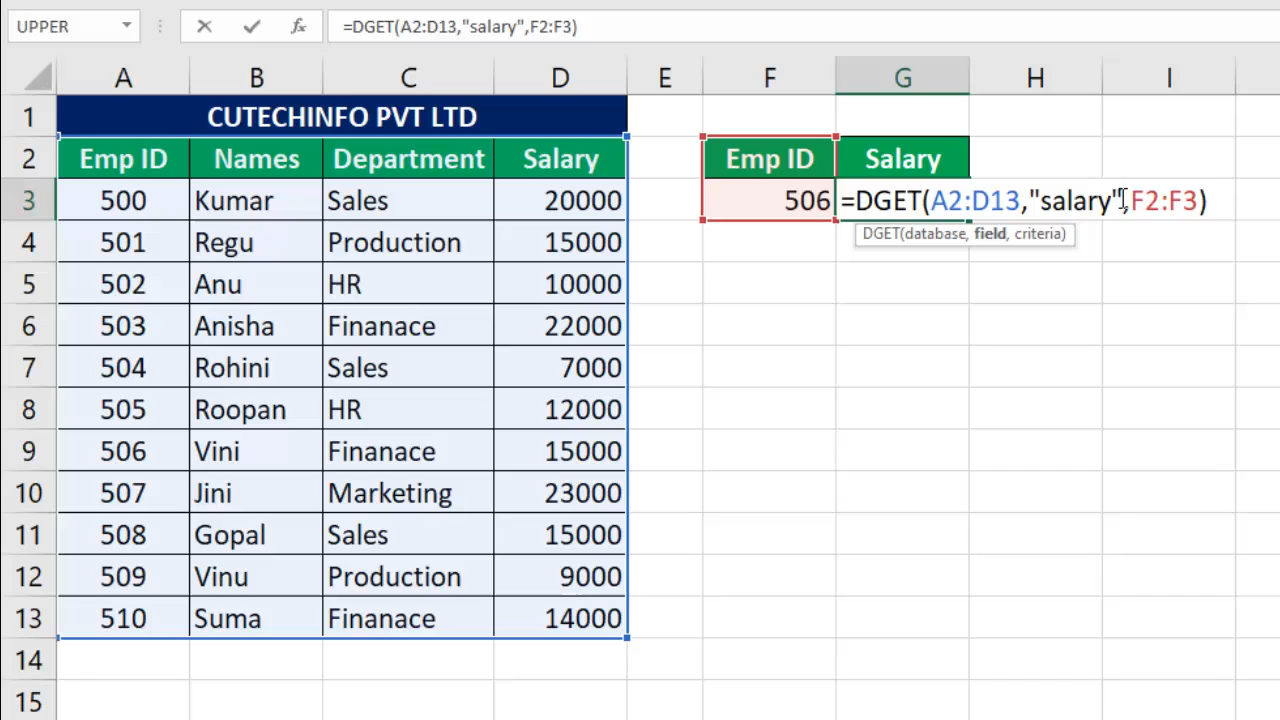 UPPER fx =DGET(A2:D13,"salary",F2:F3)
A B C D E F G H I
1 CUTECHINFO PVT LTD
2 Emp ID Names Department Salary Emp ID Salary
3 500 Kumar Sales 20000 506 =DGET(A2:D13,"salary",F2:F3)
4 501 Regu Production 15000 DGET(database, field, criteria)
5 502 Anu HR 10000
6 503 Anisha Finanace 22000
7 504 Rohini Sales 7000
8 505 Roopan HR 12000
9 506 Vini Finanace 15000
10 507 Jini Marketing 23000
11 508 Gopal Sales 15000
12 509 Vinu Production 9000
13 510 Suma Finanace 14000
14
15